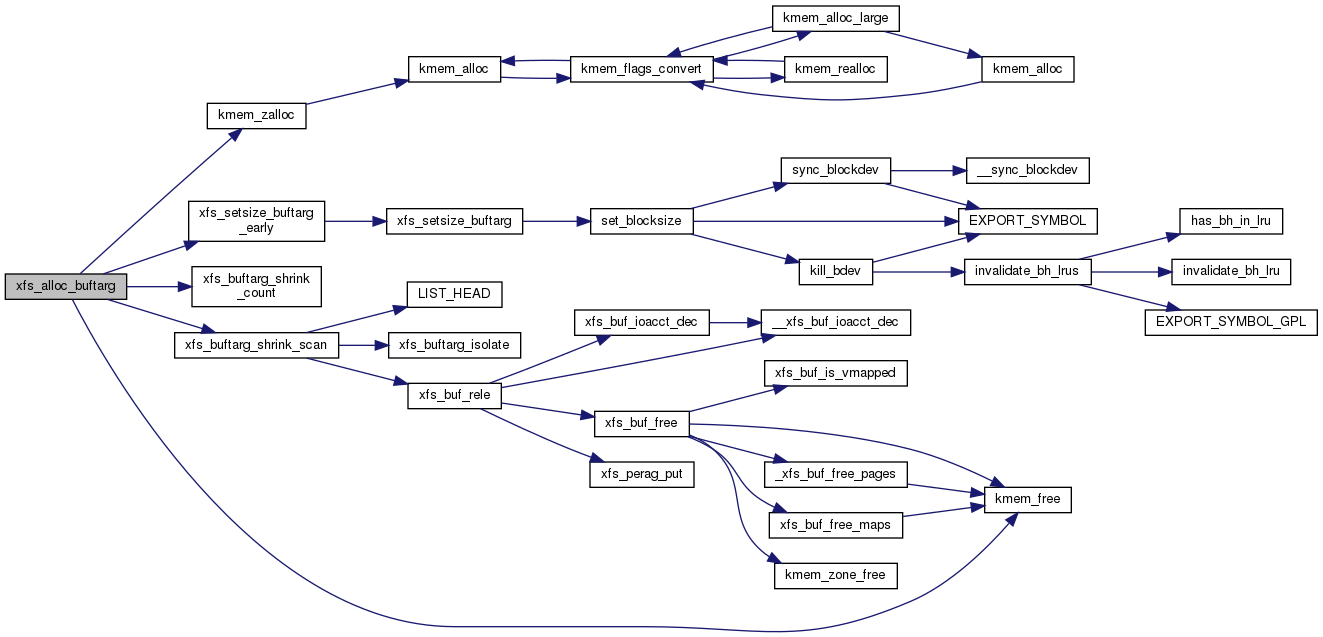 kmem_alloc_large
kmem_alloc
kmem_flags_convert
kmem_realloc
kmem_alloc
kmem_zalloc
sync_blockdev
__sync_blockdev
xfs_setsize_buftarg
_early
xfs_setsize_buftarg
set_blocksize
EXPORT_SYMBOL
has_bh_in_lru
kill_bdev
invalidate_bh_lrus
invalidate_bh_lru
xfs_alloc_buftarg
xfs_buftarg_shrink
_count
LIST_HEAD
EXPORT_SYMBOL_GPL
xfs_buf_ioacct_dec
__xfs_buf_ioacct_dec
xfs_buftarg_shrink_scan
xfs_buftarg_isolate
xfs_buf_is_vmapped
xfs_buf_rele
xfs_buf_free
xfs_perag_put
_xfs_buf_free_pages
kmem_free
xfs_buf_free_maps
kmem_zone_free